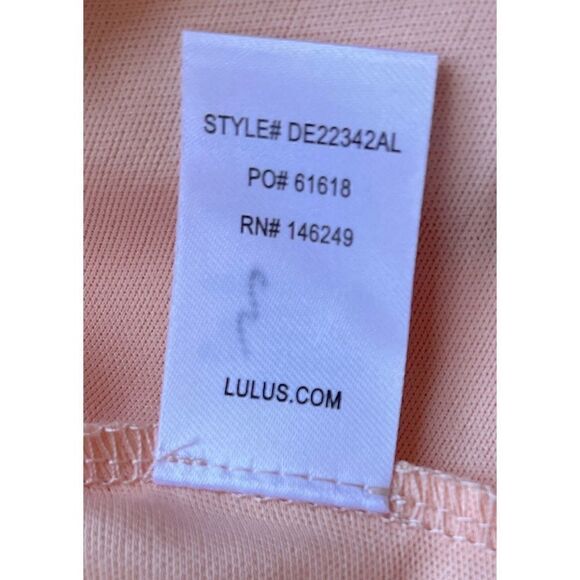 STYLE# DE22342AL
PO# 61618
RN# 146249
LULUS.COM